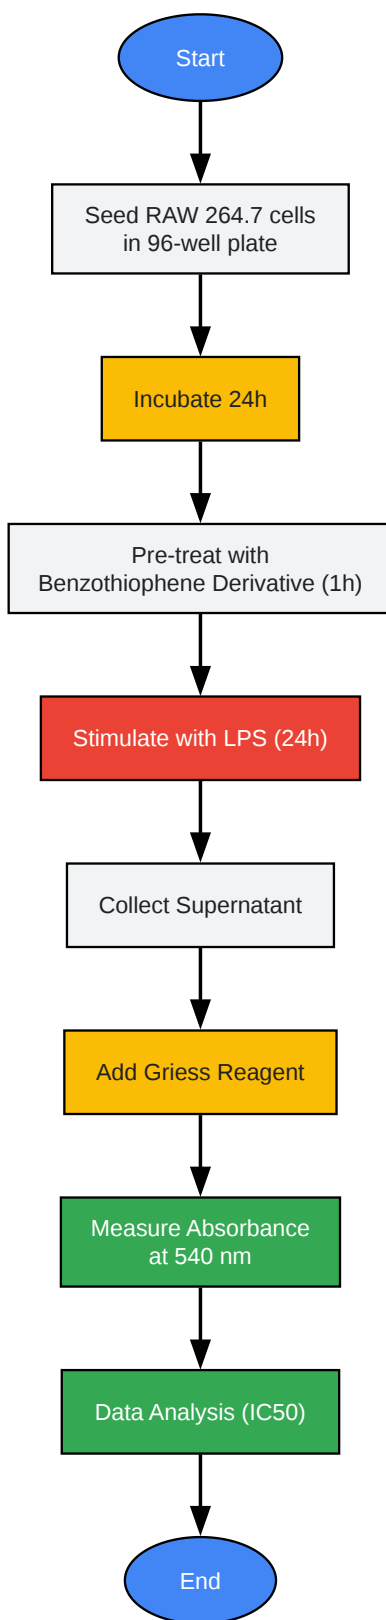 Start
Seed RAW 264.7 cells
in 96-well plate
Incubate 24h
Pre-treat with
Benzothiophene Derivative (1h)
Stimulate with LPS (24h)
Collect Supernatant
Add Griess Reagent
Measure Absorbance
at 540 nm
Data Analysis (IC50)
End